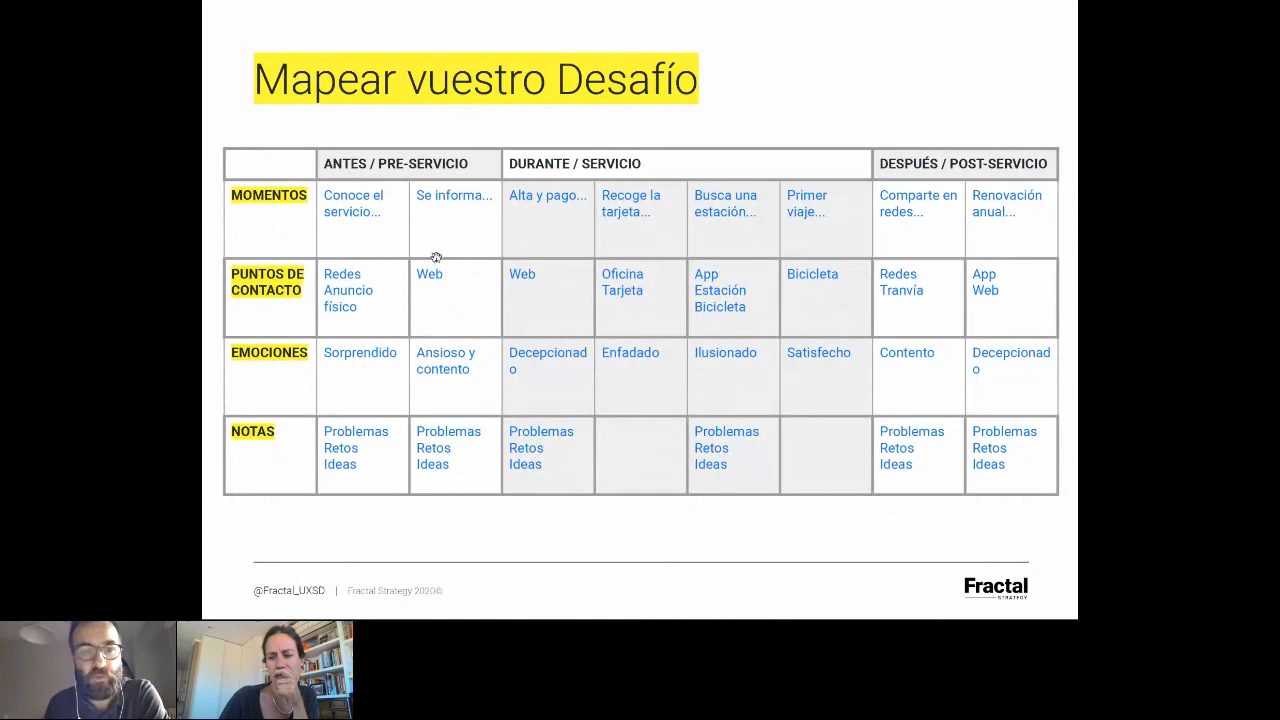 Mapear vuestro Desafío
ANTES / PRE-SERVICIO
DURANTE / SERVICIO
DESPUÉS / POST-SERVICIO
MOMENTOS
Conoce el
servicio...
Se informa...
Alta y pago...
Recoge la
tarjeta...
Busca una
estación...
Primer
viaje...
Comparte en
redes...
Renovación
anual...
PUNTOS DE
CONTACTO
Redes
Anuncio
físico
Web
Web
Oficina
Tarjeta
App
Estación
Bicicleta
Bicicleta
Redes
Tranvía
App
Web
EMOCIONES
Sorprendido
Ansioso y
contento
Decepcionad
o
Enfadado
Ilusionado
Satisfecho
Contento
Decepcionad
o
NOTAS
Problemas
Retos
Ideas
Problemas
Retos
Ideas
Problemas
Retos
Ideas
Problemas
Retos
Ideas
Problemas
Retos
Ideas
Problemas
Retos
Ideas
@Fractal_UXSD | Fractal Strategy 2020©
Fractal
STRATEGY